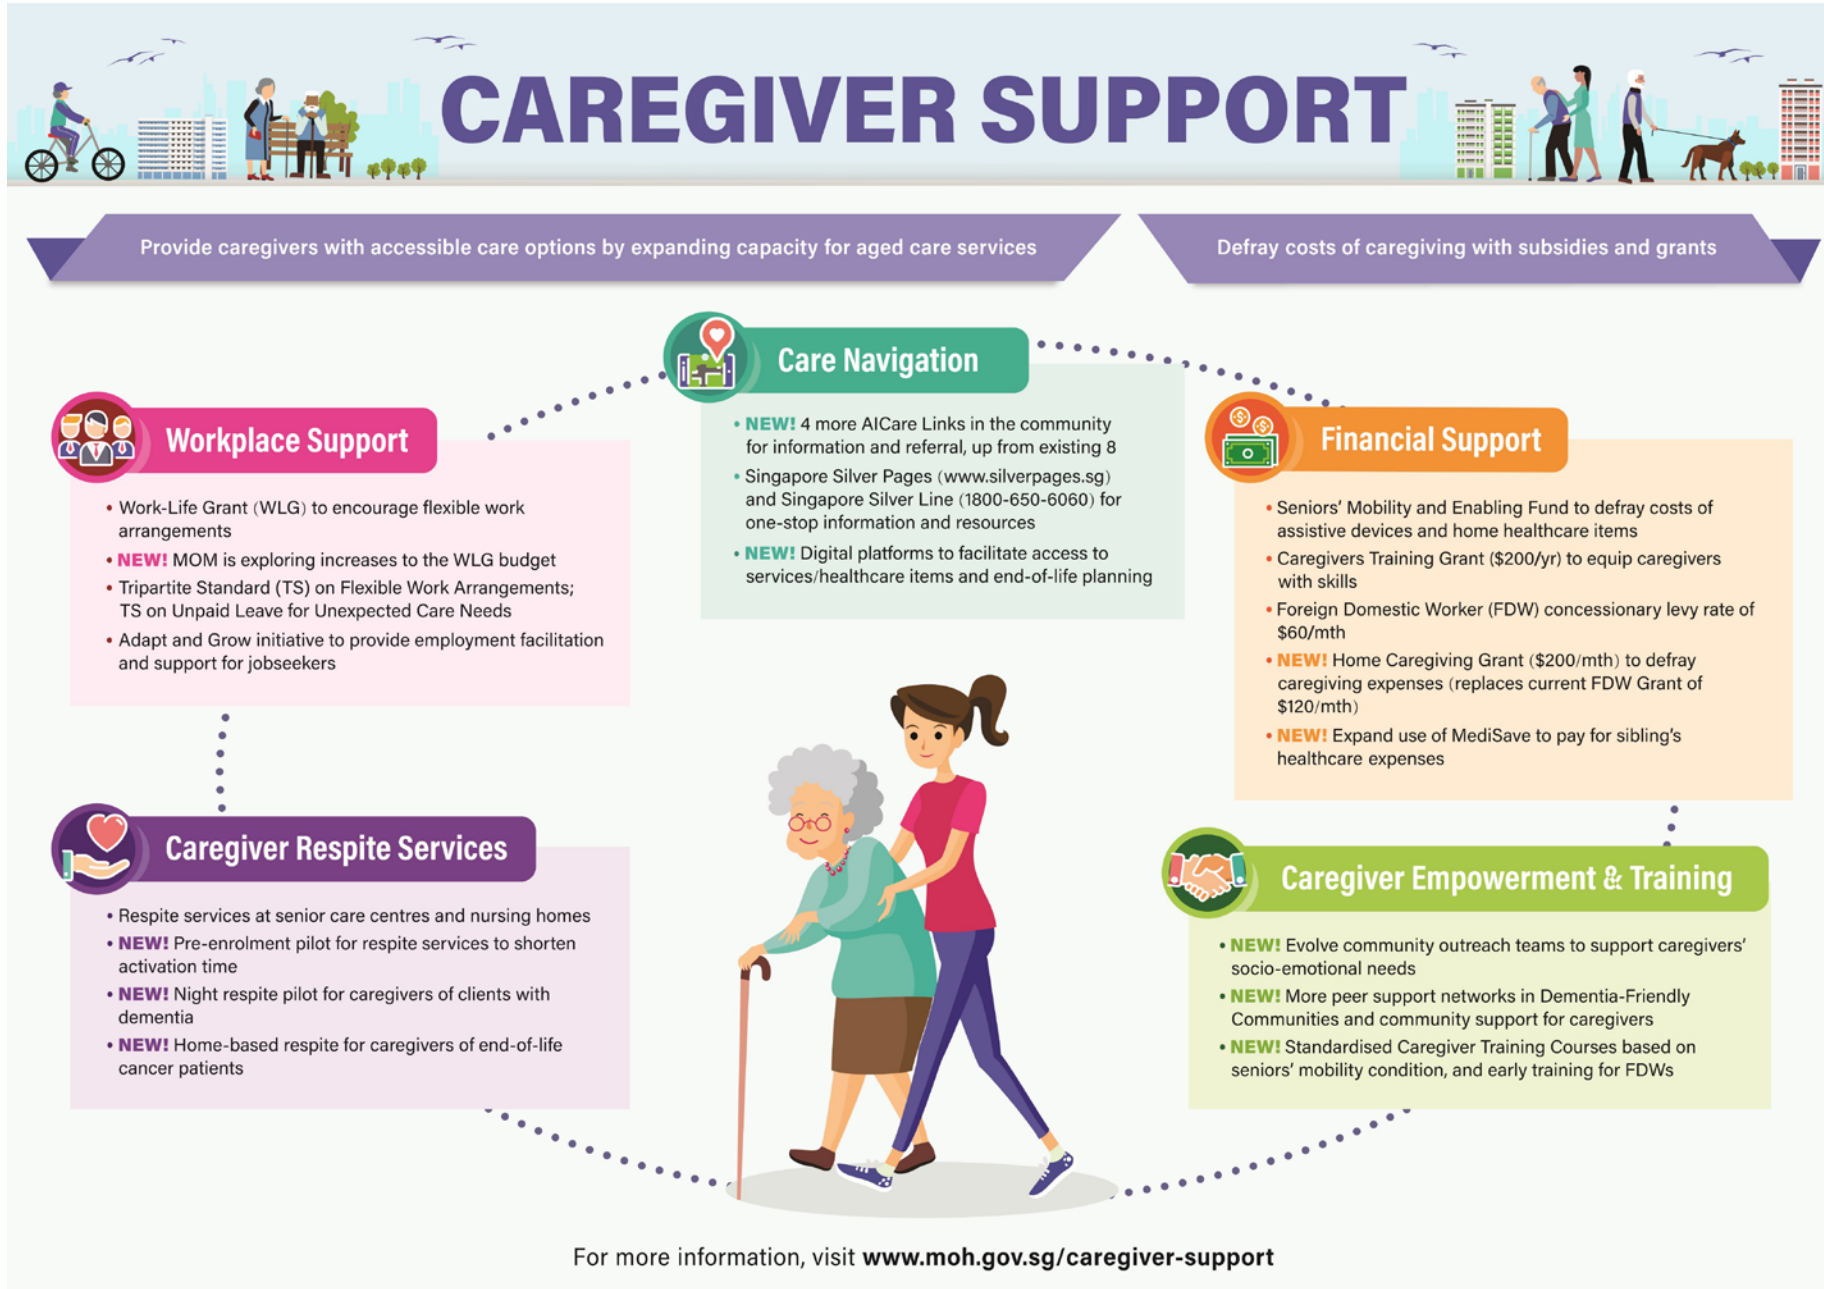 CAREGIVER SUPPORT
Provide caregivers with accessible care options by expanding capacity for aged care services
Defray costs of caregiving with subsidies and grants
Care Navigation
• NEW! 4 more AICare Links in the community
for information and referral, up from existing 8
• Singapore Silver Pages (www.silverpages.sg)
and Singapore Silver Line (1800-650-6060) for
one-stop information and resources
• NEW! Digital platforms to facilitate access to
services/healthcare items and end-of-life planning
Workplace Support
• Work-Life Grant (WLG) to encourage flexible work
arrangements
• NEW! MOM is exploring increases to the WLG budget
• Tripartite Standard (TS) on Flexible Work Arrangements;
TS on Unpaid Leave for Unexpected Care Needs
• Adapt and Grow initiative to provide employment facilitation
and support for jobseekers
Financial Support
• Seniors' Mobility and Enabling Fund to defray costs of
assistive devices and home healthcare items
• Caregivers Training Grant ($200/yr) to equip caregivers
with skills
• Foreign Domestic Worker (FDW) concessionary levy rate of
$60/mth
• NEW! Home Caregiving Grant ($200/mth) to defray
caregiving expenses (replaces current FDW Grant of
$120/mth)
• NEW! Expand use of MediSave to pay for sibling's
healthcare expenses
Caregiver Respite Services
• Respite services at senior care centres and nursing homes
• NEW! Pre-enrolment pilot for respite services to shorten
activation time
• NEW! Night respite pilot for caregivers of clients with
dementia
• NEW! Home-based respite for caregivers of end-of-life
cancer patients
Caregiver Empowerment & Training
• NEW! Evolve community outreach teams to support caregivers'
socio-emotional needs
• NEW! More peer support networks in Dementia-Friendly
Communities and community support for caregivers
• NEW! Standardised Caregiver Training Courses based on
seniors' mobility condition, and early training for FDWs
For more information, visit www.moh.gov.sg/caregiver-support